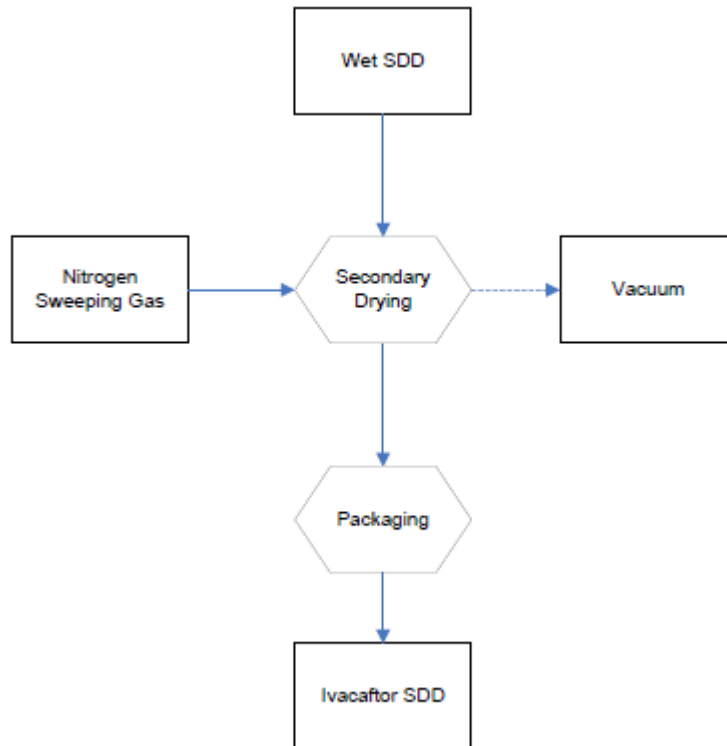 Wet SDD
Nitrogen
Sweeping Gas
Secondary
Drying
Vacuum
Packaging
Ivacaftor SDD